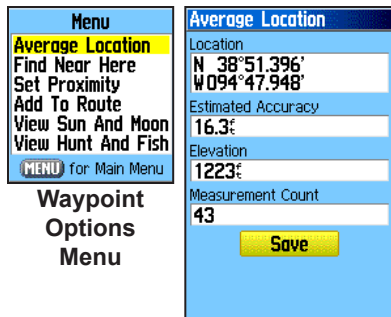 Menu
Average Location
Find Near Here
Set Proximity
Add To Route
View Sun And Moon
View Hunt And Fish
MENU for Main Menu
Waypoint
Options
Menu
Average Location
Location
N 38°51.396'
W094°47.948'
Estimated Accuracy
16.3ft
Elevation
1223ft
Measurement Count
43
Save